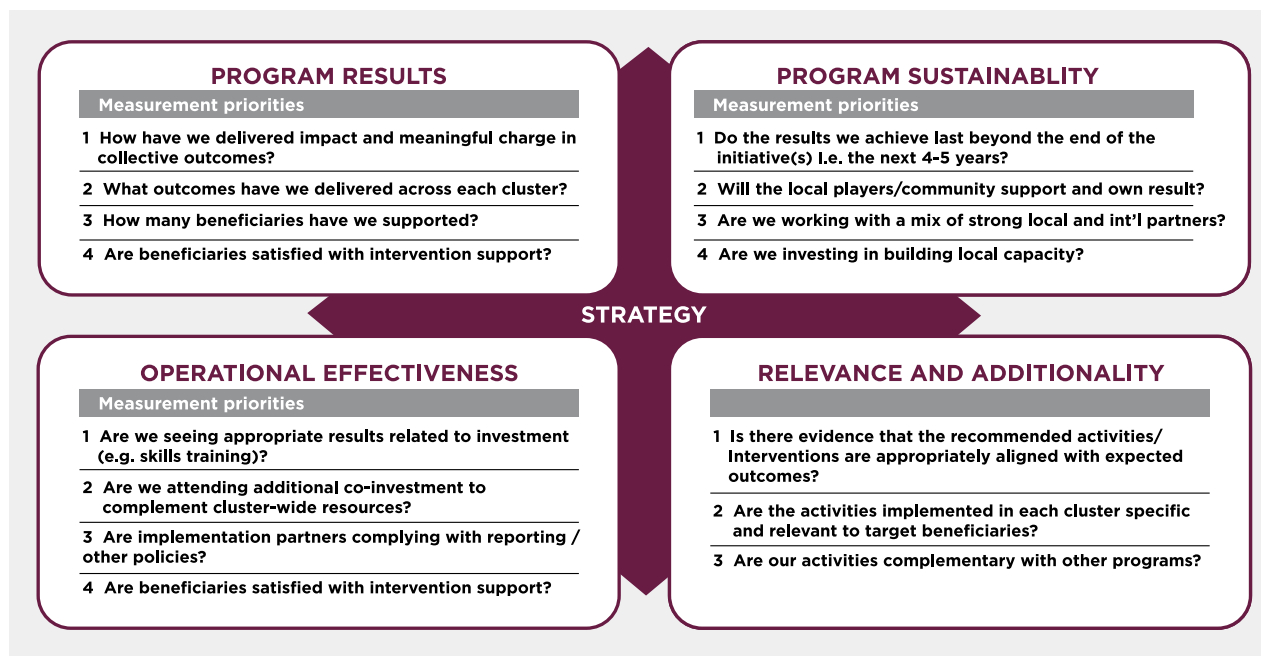 PROGRAM RESULTS
Measurement priorities
1 How have we delivered impact and meaningful charge in
collective outcomes?
2 What outcomes have we delivered across each cluster?
3 How many beneficiaries have we supported?
4 Are beneficiaries satisfied with intervention support?
PROGRAM SUSTAINABLITY
Measurement priorities
1 Do the results we achieve last beyond the end of the
initiative(s) I.e. the next 4-5 years?
2 Will the local players/community support and own result?
3 Are we working with a mix of strong local and int'l partners?
4 Are we investing in building local capacity?
STRATEGY
OPERATIONAL EFFECTIVENESS
Measurement priorities
1 Are we seeing appropriate results related to investment
(e.g. skills training)?
2 Are we attending additional co-investment to
complement cluster-wide resources?
3 Are implementation partners complying with reporting /
other policies?
4 Are beneficiaries satisfied with intervention support?
RELEVANCE AND ADDITIONALITY
1 Is there evidence that the recommended activities/
Interventions are appropriately aligned with expected
outcomes?
2 Are the activities implemented in each cluster specific
and relevant to target beneficiaries?
3 Are our activities complementary with other programs?